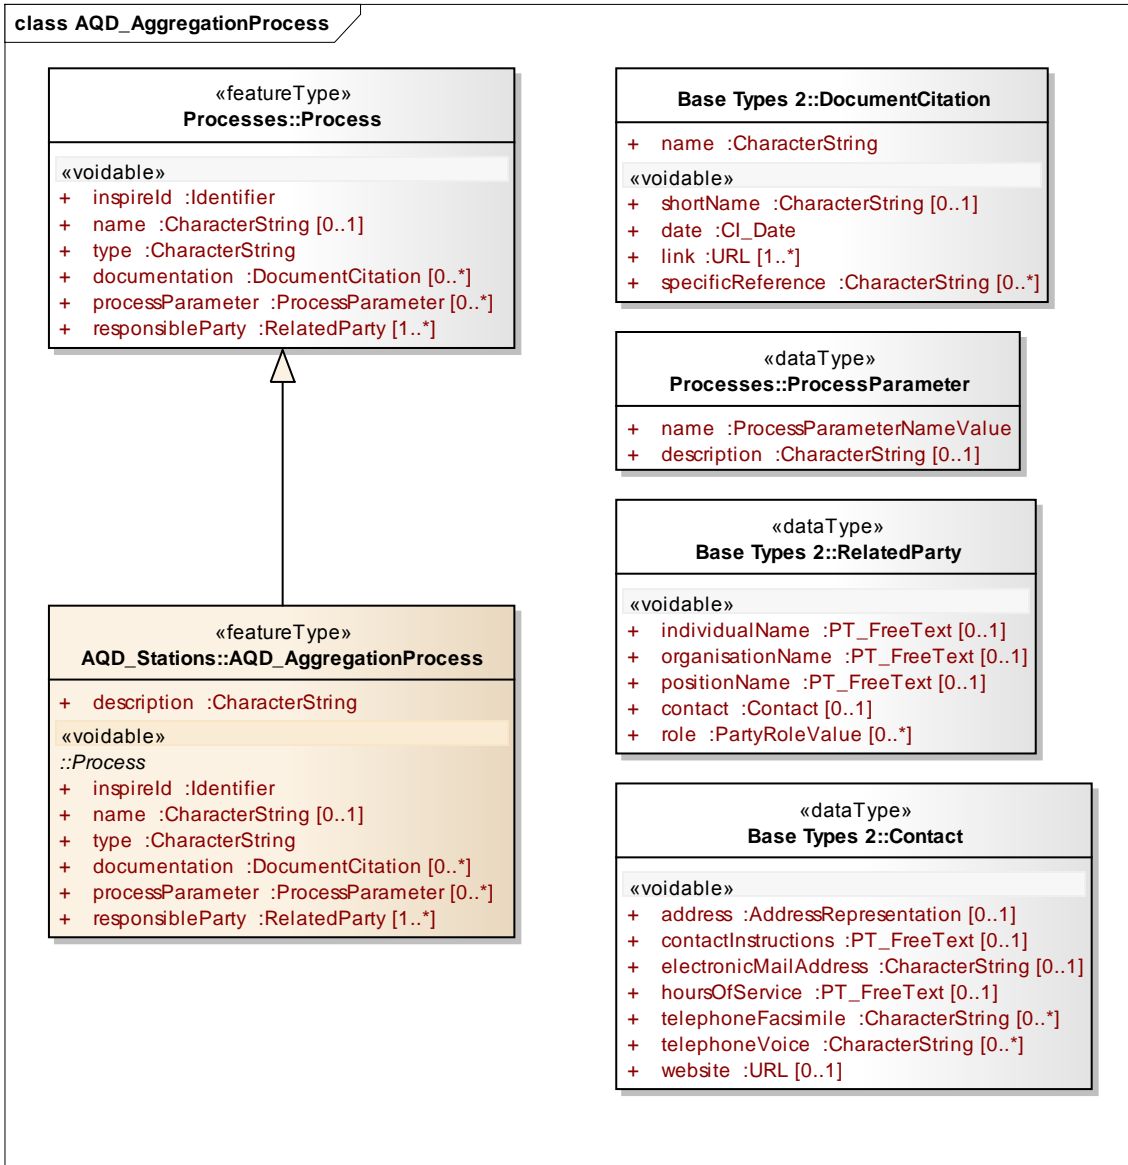 class AQD_AggregationProcess
«featureType»
Processes::Process
«voidable»
+ inspireId :Identifier
+ name :CharacterString [0..1]
+ type :CharacterString
+ documentation :DocumentCitation [0..*]
+ processParameter :ProcessParameter [0..*]
+ responsibleParty :RelatedParty [1..*]
«featureType»
AQD_Stations::AQD_AggregationProcess
+ description :CharacterString
«voidable»
::Process
+ inspireId :Identifier
+ name :CharacterString [0..1]
+ type :CharacterString
+ documentation :DocumentCitation [0..*]
+ processParameter :ProcessParameter [0..*]
+ responsibleParty :RelatedParty [1..*]
Base Types 2::DocumentCitation
+ name :CharacterString
«voidable»
+ shortName :CharacterString [0..1]
+ date :CI_Date
+ link :URL [1..*]
+ specificReference :CharacterString [0..*]
«dataType»
Processes::ProcessParameter
+ name :ProcessParameterNameValue
+ description :CharacterString [0..1]
«dataType»
Base Types 2::RelatedParty
«voidable»
+ individualName :PT_FreeText [0..1]
+ organisationName :PT_FreeText [0..1]
+ positionName :PT_FreeText [0..1]
+ contact :Contact [0..1]
+ role :PartyRoleValue [0..*]
«dataType»
Base Types 2::Contact
«voidable»
+ address :AddressRepresentation [0..1]
+ contactInstructions :PT_FreeText [0..1]
+ electronicMailAddress :CharacterString [0..1]
+ hoursOfService :PT_FreeText [0..1]
+ telephoneFacsimile :CharacterString [0..*]
+ telephoneVoice :CharacterString [0..*]
+ website :URL [0..1]